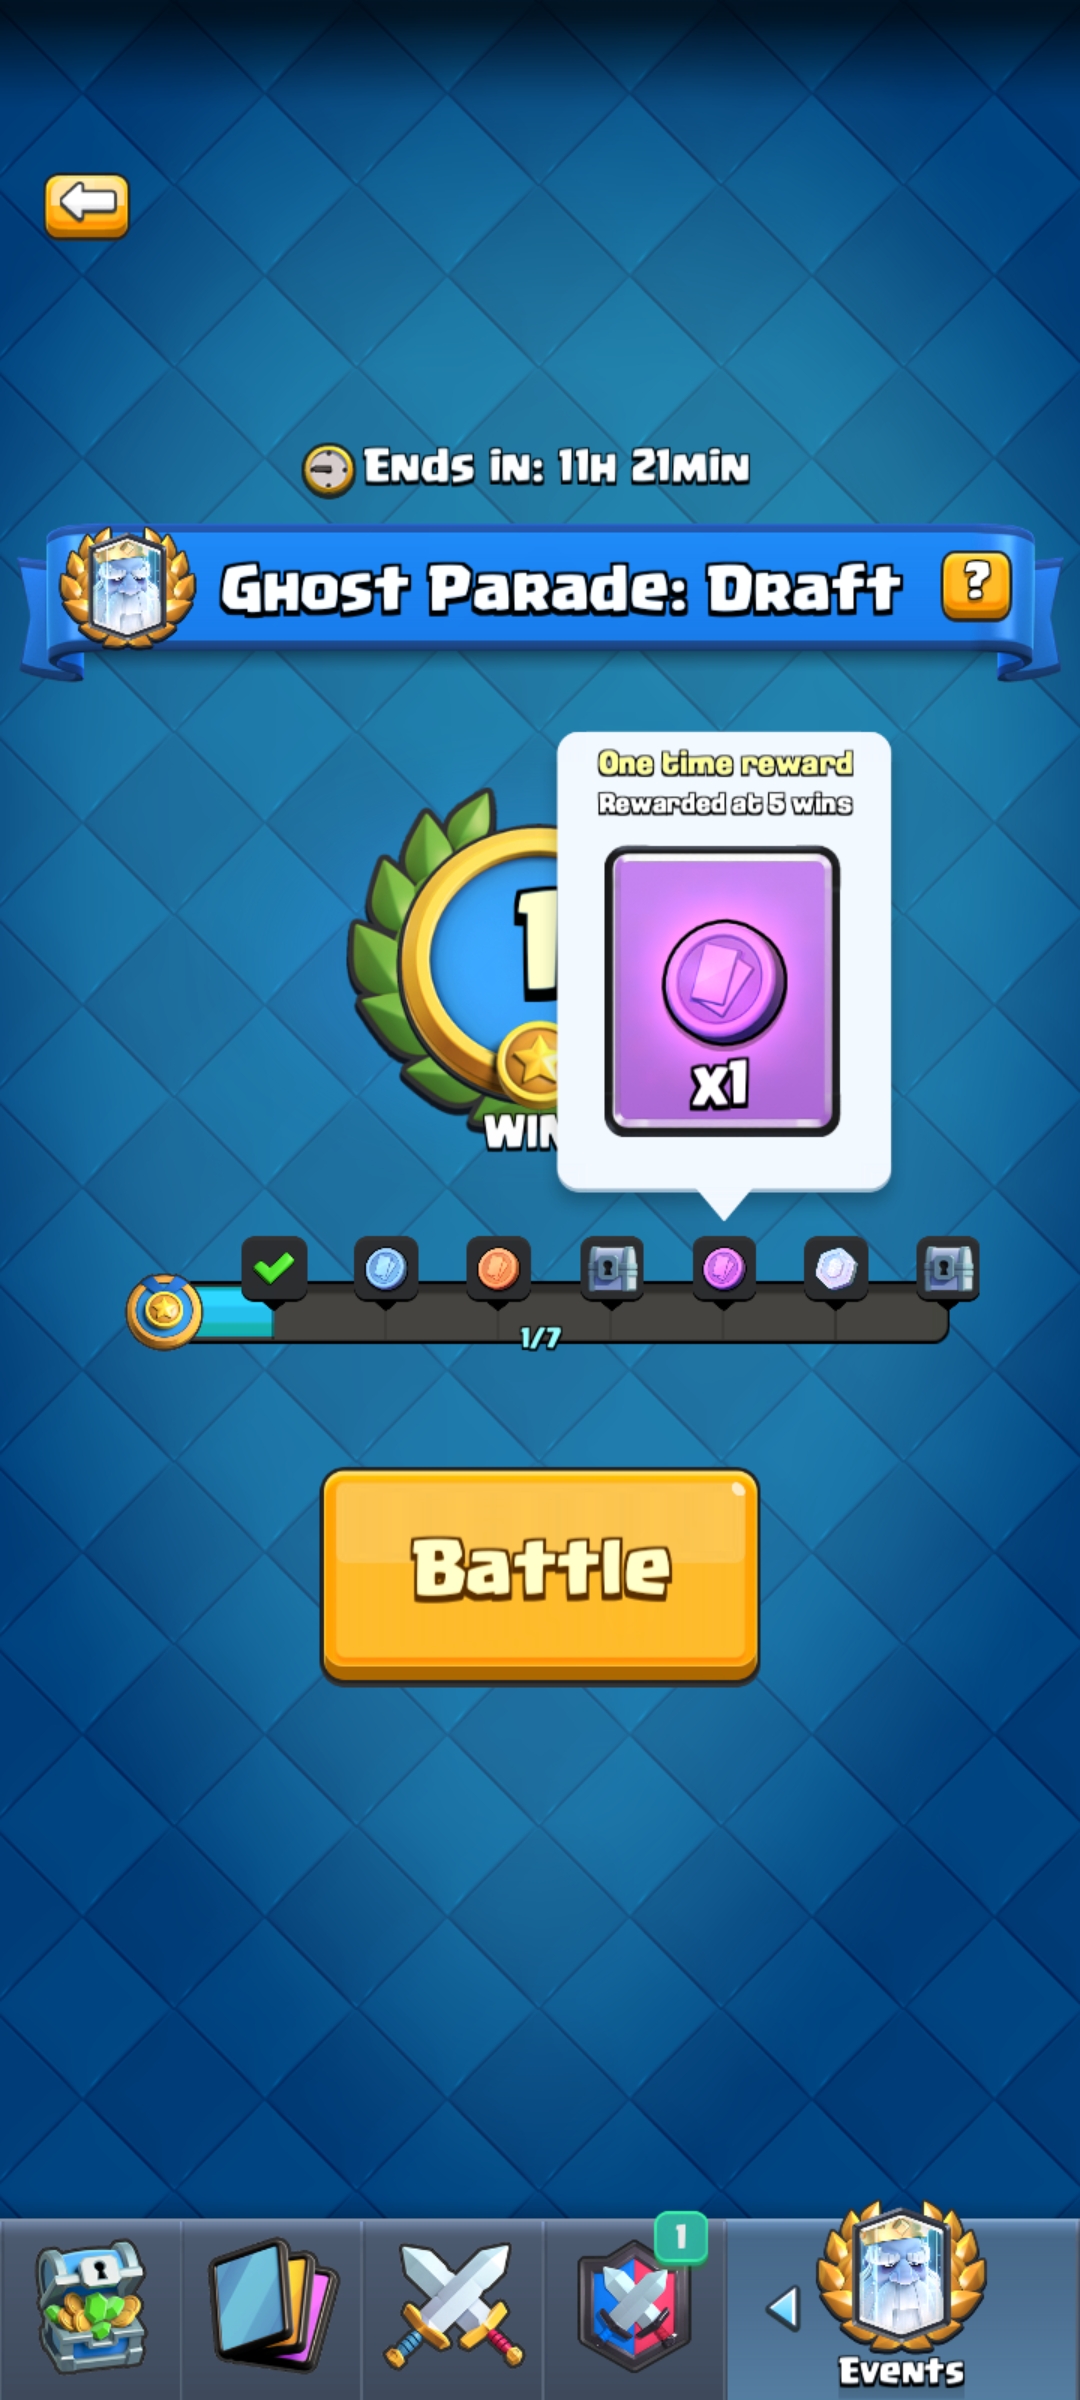 Ends in: 11h 21min
Ghost Parade: Draft
?
One time reward
Rewarded at 5 wins
1
x1
1/7
Battle
1
Events